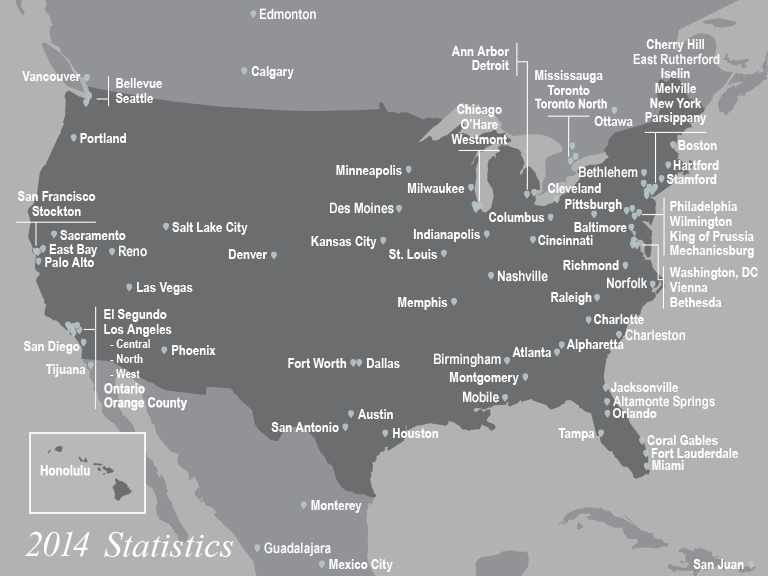 Edmonton
Calgary
Vancouver
Bellevue
Seattle
Portland
Ann Arbor
Detroit
Mississauga
Toronto
Toronto North
Ottawa
Cherry Hill
East Rutherford
Iselin
Melville
New York
Parsippany
Chicago
O'Hare
Westmont
Boston
Hartford
Stamford
Bethlehem
Minneapolis
Milwaukee
Cleveland
Pittsburgh
Des Moines
Columbus
Philadelphia
Wilmington
King of Prussia
Mechanicsburg
San Francisco
Stockton
Sacramento
East Bay
Palo Alto
Reno
Salt Lake City
Denver
Kansas City
Indianapolis
St. Louis
Cincinnati
Baltimore
Richmond
Norfolk
Washington, DC
Vienna
Bethesda
Las Vegas
Nashville
Memphis
Raleigh
Charlotte
Charleston
El Segundo
Los Angeles
- Central
- North
- West
Ontario
Orange County
San Diego
Tijuana
Phoenix
Fort Worth
Dallas
Birmingham
Atlanta
Alpharetta
Montgomery
Mobile
Jacksonville
Altamonte Springs
Orlando
Austin
San Antonio
Houston
Tampa
Coral Gables
Fort Lauderdale
Miami
Honolulu
Monterey
Guadalajara
Mexico City
San Juan
2014 Statistics